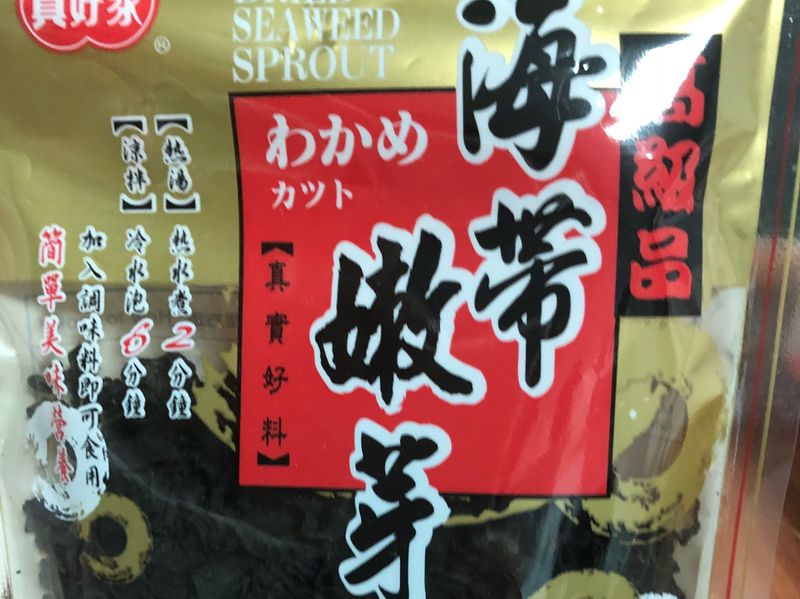 真好家
®
DRIED
SEAWEED
SPROUT
高級品
海帶
嫩芽
わかめ
カツト
【真實好料】
【熱湯】熱水煮2分鐘
【涼拌】冷水泡6分鐘
加入調味料即可食用
簡單美味營養